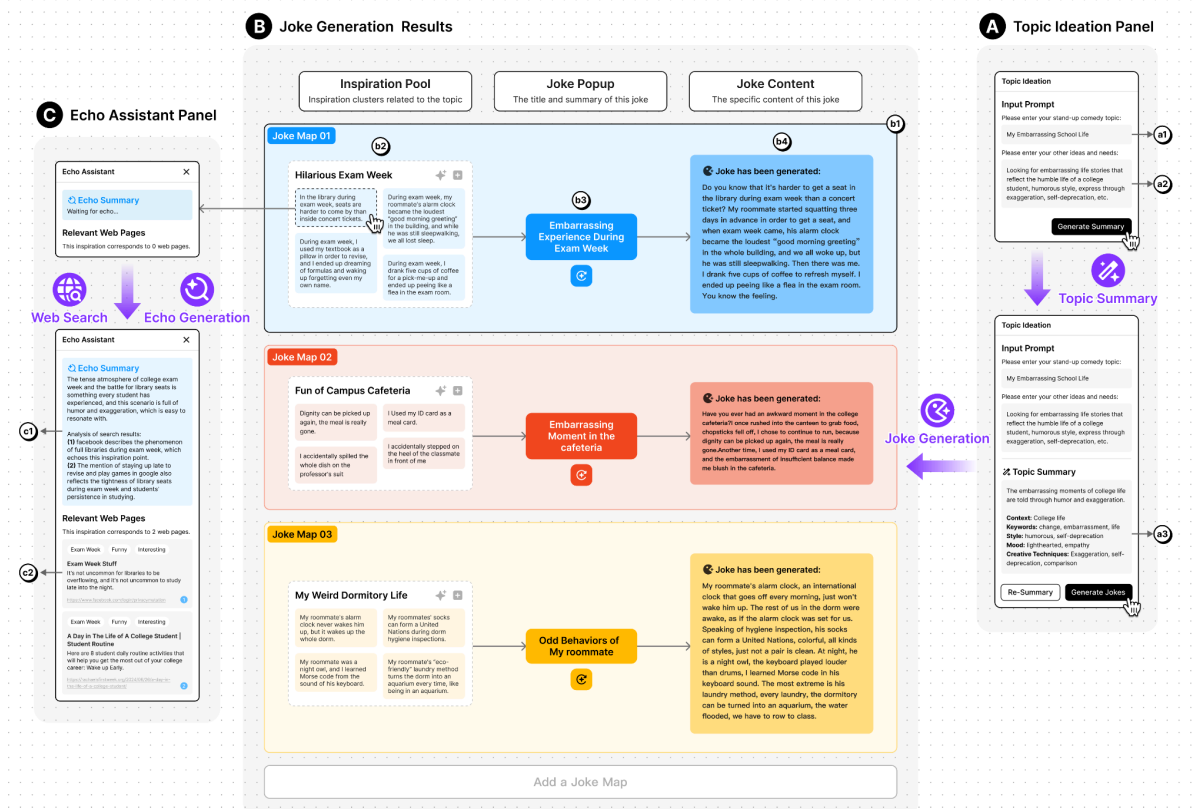 B Joke Generation Results
A Topic Ideation Panel
C Echo Assistant Panel
Inspiration Pool
Inspiration clusters related to the topic
Joke Popup
The title and summary of this joke
Joke Content
The specific content of this joke
Joke Map 01
b1
b2
b3
b4
Hilarious Exam Week
In the library during
exam week, seats are
harder to come by than
inside concert tickets.
During exam week, my
roommate's alarm clock
became the loudest
"good morning greeting"
in the building, and while
he was still sleepwalking,
we all lost sleep.
During exam week, I
used my textbook as a
pillow in order to revise,
and I ended up dreaming
of formulas and waking
up forgetting even my
own name.
During exam week, I
drank five cups of coffee
for a pick-me-up and
ended up peeing like a
flea in the exam room.
Embarrassing
Experience During
Exam Week
Joke has been generated:
Do you know that it's harder to get a seat in
the library during exam week than a concert
ticket? My roommate started squatting three
days in advance in order to get a seat, and
when exam week came, his alarm clock
became the loudest "good morning greeting"
in the whole building, and we all woke up, but
he was still sleepwalking. Then there was me.
I drank five cups of coffee to refresh myself. I
ended up peeing like a flea in the exam room.
You know the feeling.
Joke Map 02
Fun of Campus Cafeteria
Dignity can be picked up
again, the meal is really
gone.
I Used my ID card as a
meal card.
I accidentally spilled the
whole dish on the
professor's suit
I accidentally stepped on
the heel of the classmate
in front of me
Embarrassing
Moment in the
cafeteria
Joke has been generated:
Have you ever had an awkward moment in the college
cafeteria?I once rushed into the canteen to grab food,
chopsticks fell off, I chose to continue to run, because
dignity can be picked up again, the meal is really
gone.Another time, I used my ID card as a meal card,
and the embarrassment of insufficient balance made
me blush in the cafeteria.
Joke Map 03
My Weird Dormitory Life
My roommate's alarm
clock never wakes him
up, but it wakes up the
whole dorm.
My roommates' socks
can form a United
Nations during dorm
hygiene inspections.
My roommate was a
night owl, and I learned
Morse code from the
sound of his keyboard.
My roommate's "eco-
friendly" laundry method
turns the dorm into an
aquarium every time, like
being in an aquarium.
Odd Behaviors of
My roommate
Joke has been generated:
My roommate's alarm clock, an international
clock that goes off every morning, just won't
wake him up. The rest of us in the dorm were
awake, as if the alarm clock was set for us.
Speaking of hygiene inspection, his socks
can form a United Nations, colorful, all kinds
of styles, just not a pair is clean. At night, he
is a night owl, the keyboard played louder
than drums, I learned Morse code in his
keyboard sound. The most extreme is his
laundry method, every laundry, the dormitory
can be turned into an aquarium, the water
flooded, we have to row to class.
Add a Joke Map
Topic Ideation
Input Prompt
Please enter your stand-up comedy topic:
My Embarrassing School Life
a1
Please enter your other ideas and needs:
Looking for embarrassing life stories that
reflect the humble life of a college
student, humorous style, express through
exaggeration, self-deprecation, etc.
a2
Generate Summary
Topic Summary
Topic Ideation
Input Prompt
Please enter your stand-up comedy topic:
My Embarrassing School Life
Please enter your other ideas and needs:
Looking for embarrassing life stories that
reflect the humble life of a college
student, humorous style, express through
exaggeration, self-deprecation, etc.
Topic Summary
The embarrassing moments of college life
are told through humor and exaggeration.
Context: College life
Keywords: change, embarrassment, life
Style: humorous, self-deprecation
Mood: lighthearted, empathy
Creative Techniques: Exaggeration, self-
deprecation, comparison
a3
Re-Summary
Generate Jokes
Joke Generation
Echo Assistant
Echo Summary
Waiting for echo...
Relevant Web Pages
This inspiration corresponds to 0 web pages.
Web Search
Echo Generation
Echo Assistant
Echo Summary
The tense atmosphere of college exam
week and the battle for library seats is
something every student has
experienced, and this scenario is full of
humor and exaggeration, which is easy to
resonate with.
Analysis of search results:
(1) facebook describes the phenomenon
of full libraries during exam week, which
echoes this inspiration point.
(2) The mention of staying up late to
revise and play games in google also
reflects the tightness of library seats
during exam week and students'
persistence in studying.
c1
Relevant Web Pages
This inspiration corresponds to 2 web pages.
Exam Week Funny Interesting
Exam Week Stuff
It's not uncommon for libraries to be
overflowing, and it's not uncommon to study
late into the night.
1
c2
Exam Week Funny Interesting
A Day in The Life of A College Student |
Student Routine
Here are 8 student daily routine activities that
will help you get the most out of your college
career: Wake up Early.
2